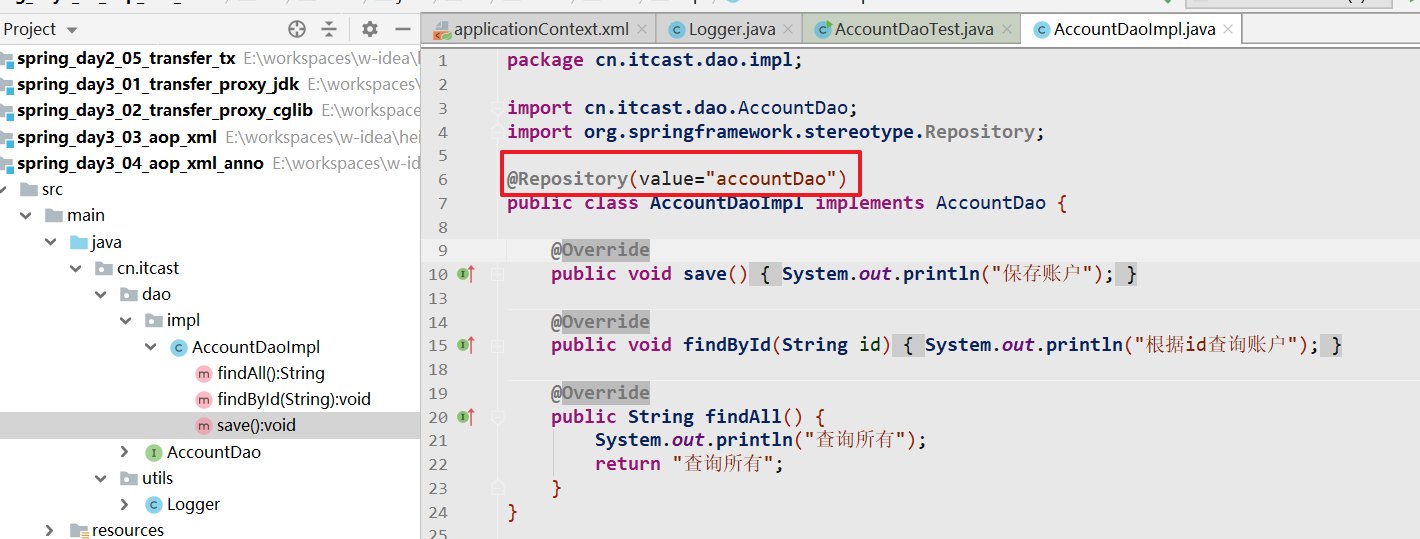 Project
spring_day2_05_transfer_tx E:\workspaces\w-idea\h
spring_day3_01_transfer_proxy_jdk E:\workspaces
spring_day3_02_transfer_proxy_cglib E:\workspace
spring_day3_03_aop_xml E:\workspaces\w-idea\hei
spring_day3_04_aop_xml_anno E:\workspaces\w-id
src
main
java
cn.itcast
dao
impl
AccountDaoImpl
findAll():String
findById(String):void
save():void
AccountDao
utils
Logger
resources
applicationContext.xml Logger.java AccountDaoTest.java AccountDaoImpl.java
1 package cn.itcast.dao.impl;
2
3 import cn.itcast.dao.AccountDao;
4 import org.springframework.stereotype.Repository;
5
6 @Repository(value="accountDao")
7 public class AccountDaoImpl implements AccountDao {
8
9 @Override
10 public void save() { System.out.println("保存账户"); }
13
14 @Override
15 public void findById(String id) { System.out.println("根据id查询账户"); }
18
19 @Override
20 public String findAll() {
21 System.out.println("查询所有");
22 return "查询所有";
23 }
24 }
25